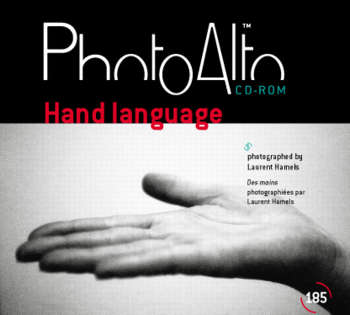 PhotoAlto™
CD-ROM
Hand language
photographed by
Laurent Hamels
Des mains
photographiées par
Laurent Hamels
185